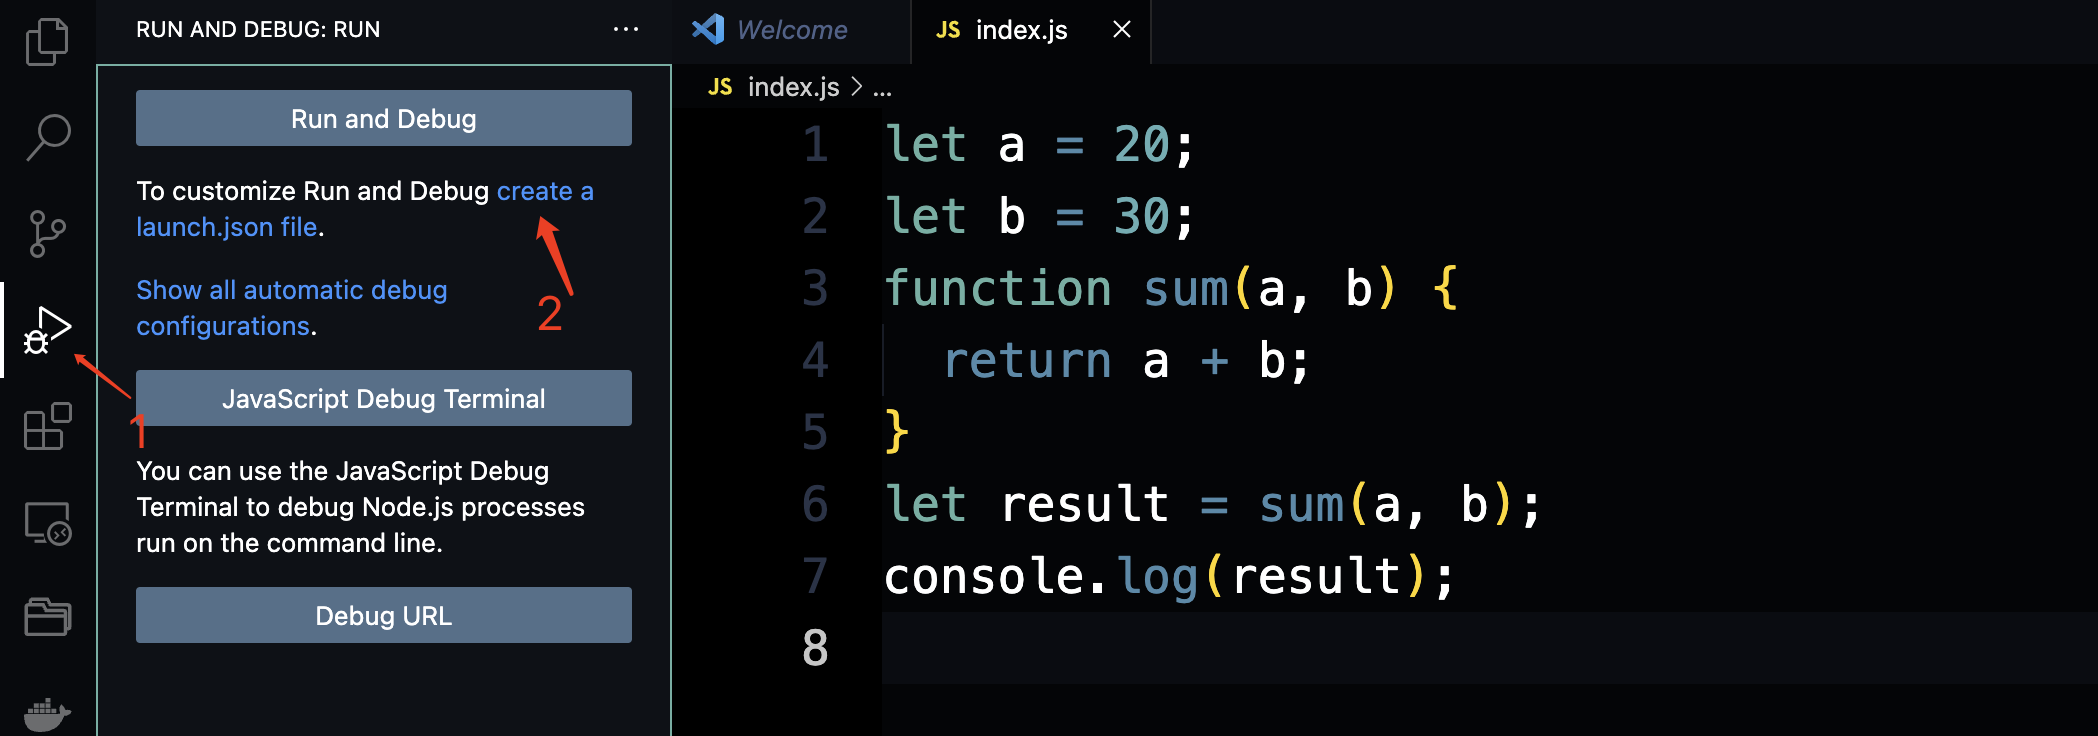 RUN AND DEBUG: RUN ...
Run and Debug
To customize Run and Debug create a
launch.json file.
2
Show all automatic debug
configurations.
JavaScript Debug Terminal
1
You can use the JavaScript Debug
Terminal to debug Node.js processes
run on the command line.
Debug URL
Welcome
JS index.js ×
JS index.js > ...
1 let a = 20;
2 let b = 30;
3 function sum(a, b) {
4   return a + b;
5 }
6 let result = sum(a, b);
7 console.log(result);
8